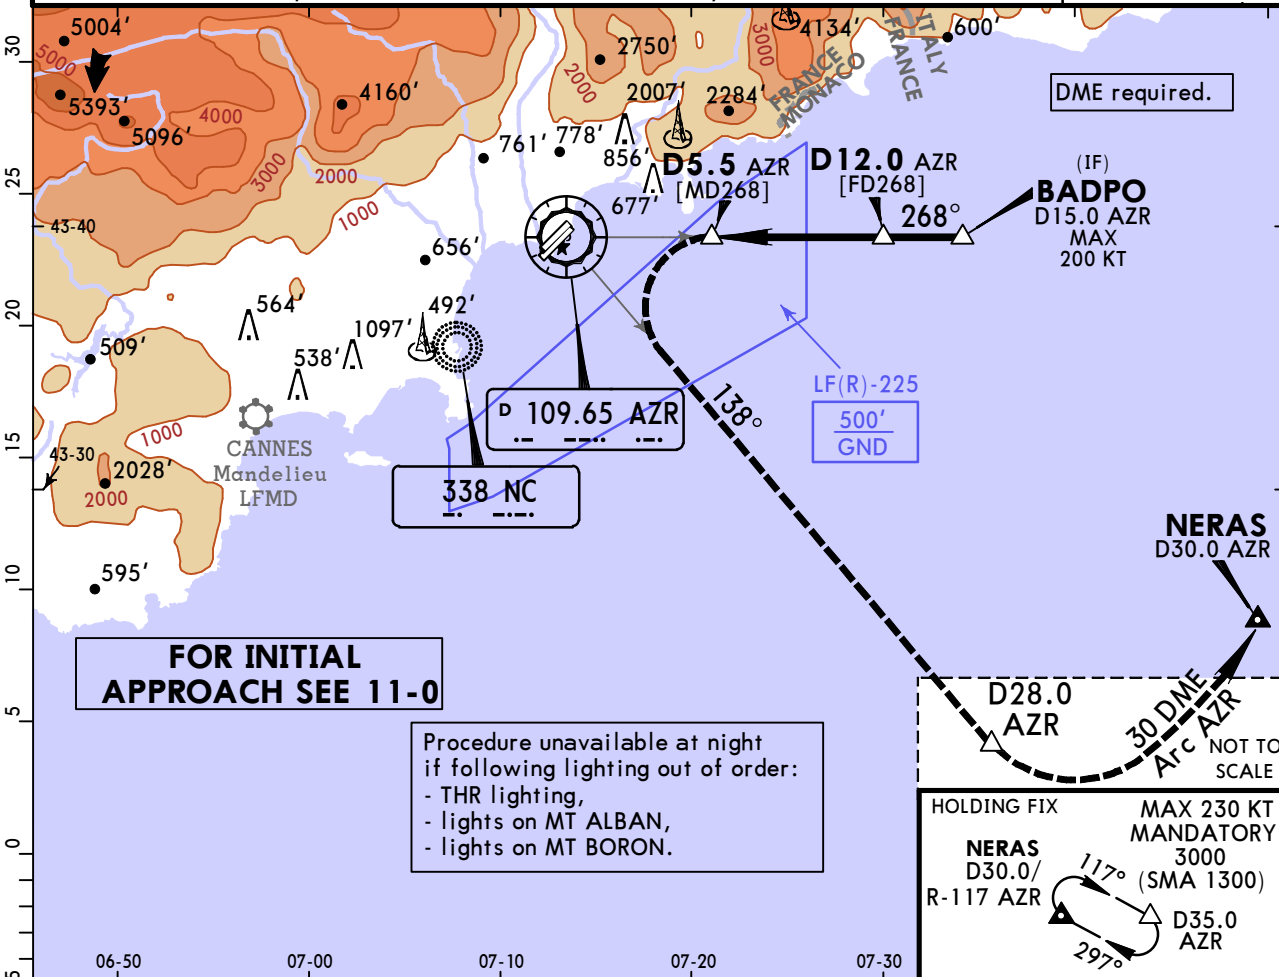 5004'
5000
5393'
5096'
4000
3000
2000
1000
4160'
2750'
2000
3000
4134'
600'
ITALY
FRANCE
FRANCE
MONACO
2007'
2284'
761'
778'
856'
677'
DME required.
D5.5 AZR
[MD268]
D12.0 AZR
[FD268]
268°
(IF)
BADPO
D15.0 AZR
MAX
200 KT
43-40
656'
564'
492'
1097'
538'
509'
D 109.65 AZR
338 NC
LF(R)-225
500'
GND
138°
1000
43-30
2028'
2000
CANNES
Mandelieu
LFMD
595'
NERAS
D30.0 AZR
FOR INITIAL
APPROACH SEE 11-0
D28.0
AZR
30 DME
Arc AZR
NOT TO
SCALE
Procedure unavailable at night
if following lighting out of order:
- THR lighting,
- lights on MT ALBAN,
- lights on MT BORON.
HOLDING FIX
MAX 230 KT
MANDATORY
3000
(SMA 1300)
NERAS
D30.0/
R-117 AZR
117°
297°
D35.0
AZR
30
25
20
15
10
5
0
5
06-50
07-00
07-10
07-20
07-30